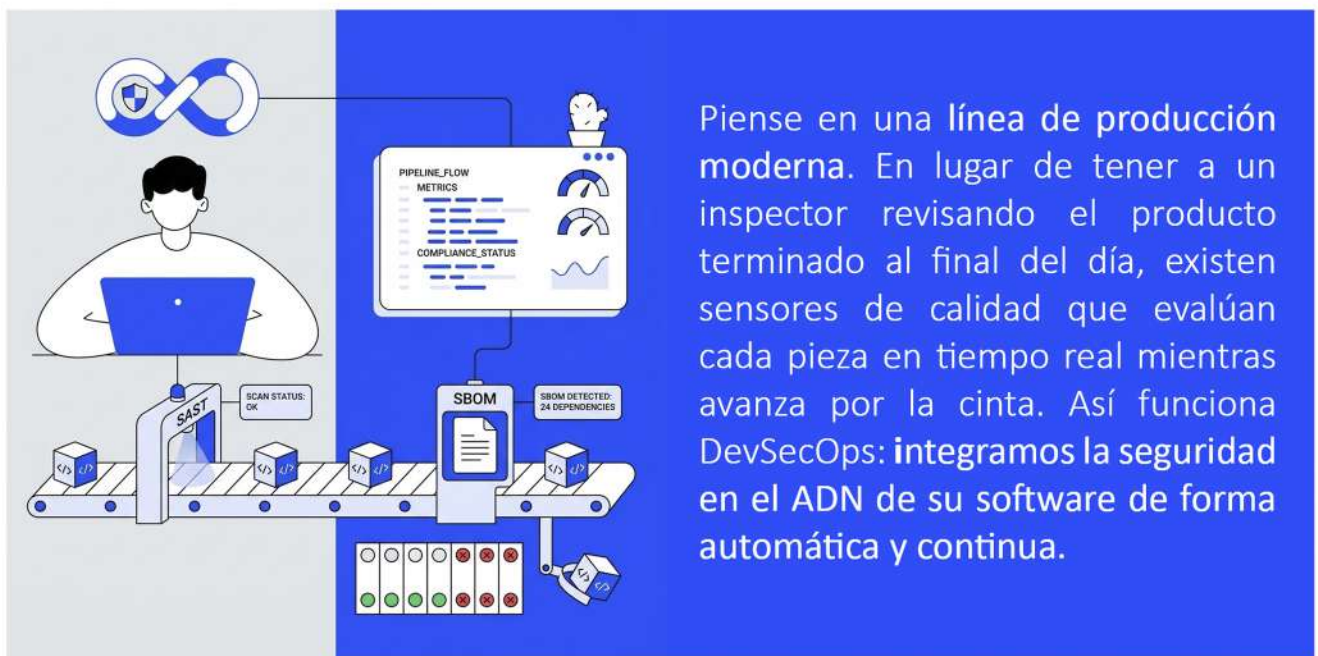 PIPELINE_FLOW
METRICS
COMPLIANCE_STATUS
SAST
SCAN STATUS:
OK
SBOM
SBOM DETECTED:
24 DEPENDENCIES
</>
</>
</>
</>
</>
</>
</>
</>
</>
</>
Piense en una línea de producción
moderna. En lugar de tener a un
inspector revisando el producto
terminado al final del día, existen
sensores de calidad que evalúan
cada pieza en tiempo real mientras
avanza por la cinta. Así funciona
DevSecOps: integramos la seguridad
en el ADN de su software de forma
automática y continua.